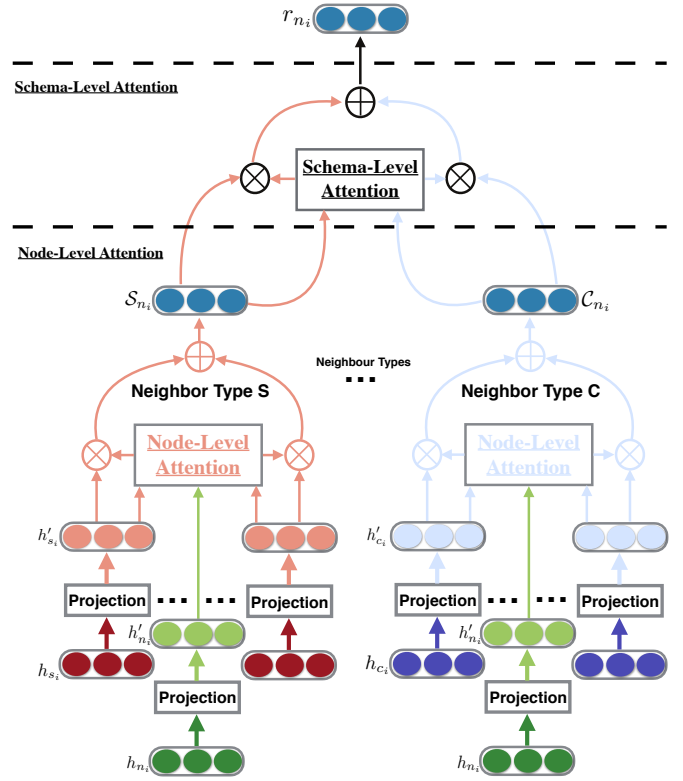 r_{n_i}
Schema-Level Attention
Schema-Level
Attention
Node-Level Attention
S_{n_i}
C_{n_i}
Neighbour Types
Neighbor Type S
...
Neighbor Type C
Node-Level
Attention
Node-Level
Attention
h'_{s_i}
h'_{c_i}
Projection ... ... Projection
Projection ... ... Projection
h'_{n_i}
h'_{n_i}
h_{s_i}
h_{c_i}
Projection
Projection
h_{n_i}
h_{n_i}